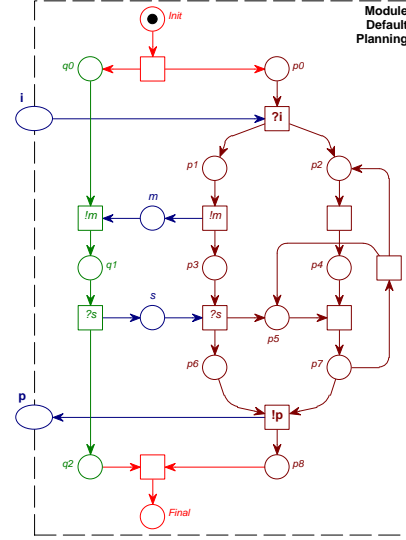 Module
Default
Planning
Init
q0
p0
i
?i
p1
p2
m
!m
!m
q1
p3
p4
s
?s
?s
p5
p6
p7
p
!p
q2
p8
Final